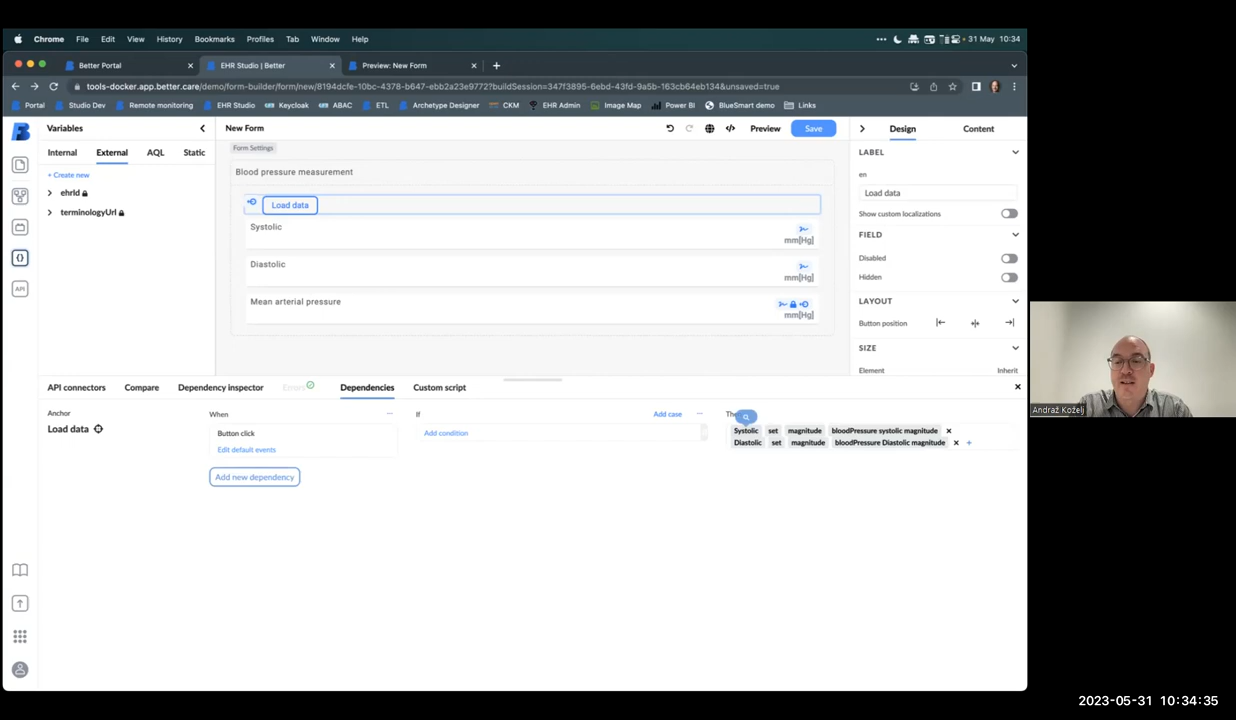 Chrome File Edit View History Bookmarks Profiles Tab Window Help
31 May 10:34
Better Portal
EHR Studio | Better
Preview: New Form
tools-docker.app.better.care/demo/form-builder/form/new/8194dcfe-10bc-4378-b647-ebb2a23e9772?buildSession=347f3895-6ebd-43fd-9a5b-163cb64eb134&unsaved=true
Portal Studio Dev Remote monitoring EHR Studio Keycloak ABAC ETL Archetype Designer CKM EHR Admin Image Map Power BI BlueSmart demo Links
Variables
New Form
Preview
Save
Design
Content
Internal External AQL Static
+ Create new
ehrId
terminologyUrl
API
Form Settings
Blood pressure measurement
Load data
Systolic
mm[Hg]
Diastolic
mm[Hg]
Mean arterial pressure
mm[Hg]
LABEL
en
Load data
Show custom localizations
FIELD
Disabled
Hidden
LAYOUT
Button position
SIZE
Element Inherit
API connectors Compare Dependency inspector Errors Dependencies Custom script
Anchor
Load data
When
Button click
Edit default events
Add new dependency
If
Add case
Add condition
Systolic set magnitude bloodPressure systolic magnitude
Diastolic set magnitude bloodPressure Diastolic magnitude
Andraž Koželj
2023-05-31 10:34:35